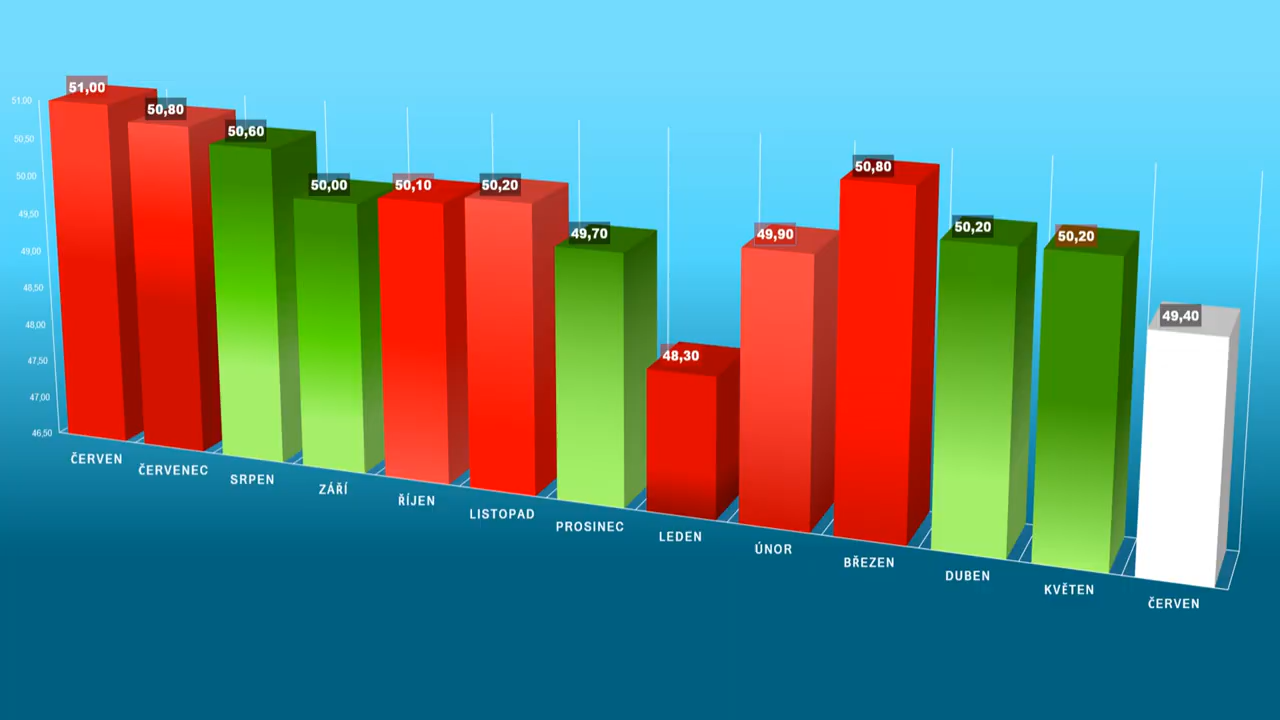 51,00
50,80
50,60
50,00
50,10
50,20
49,70
48,30
49,90
50,80
50,20
50,20
49,40
51,00
50,50
50,00
49,50
49,00
48,50
48,00
47,50
47,00
46,50
ČERVEN
ČERVENEC
SRPEN
ZÁŘÍ
ŘÍJEN
LISTOPAD
PROSINEC
LEDEN
ÚNOR
BŘEZEN
DUBEN
KVĚTEN
ČERVEN